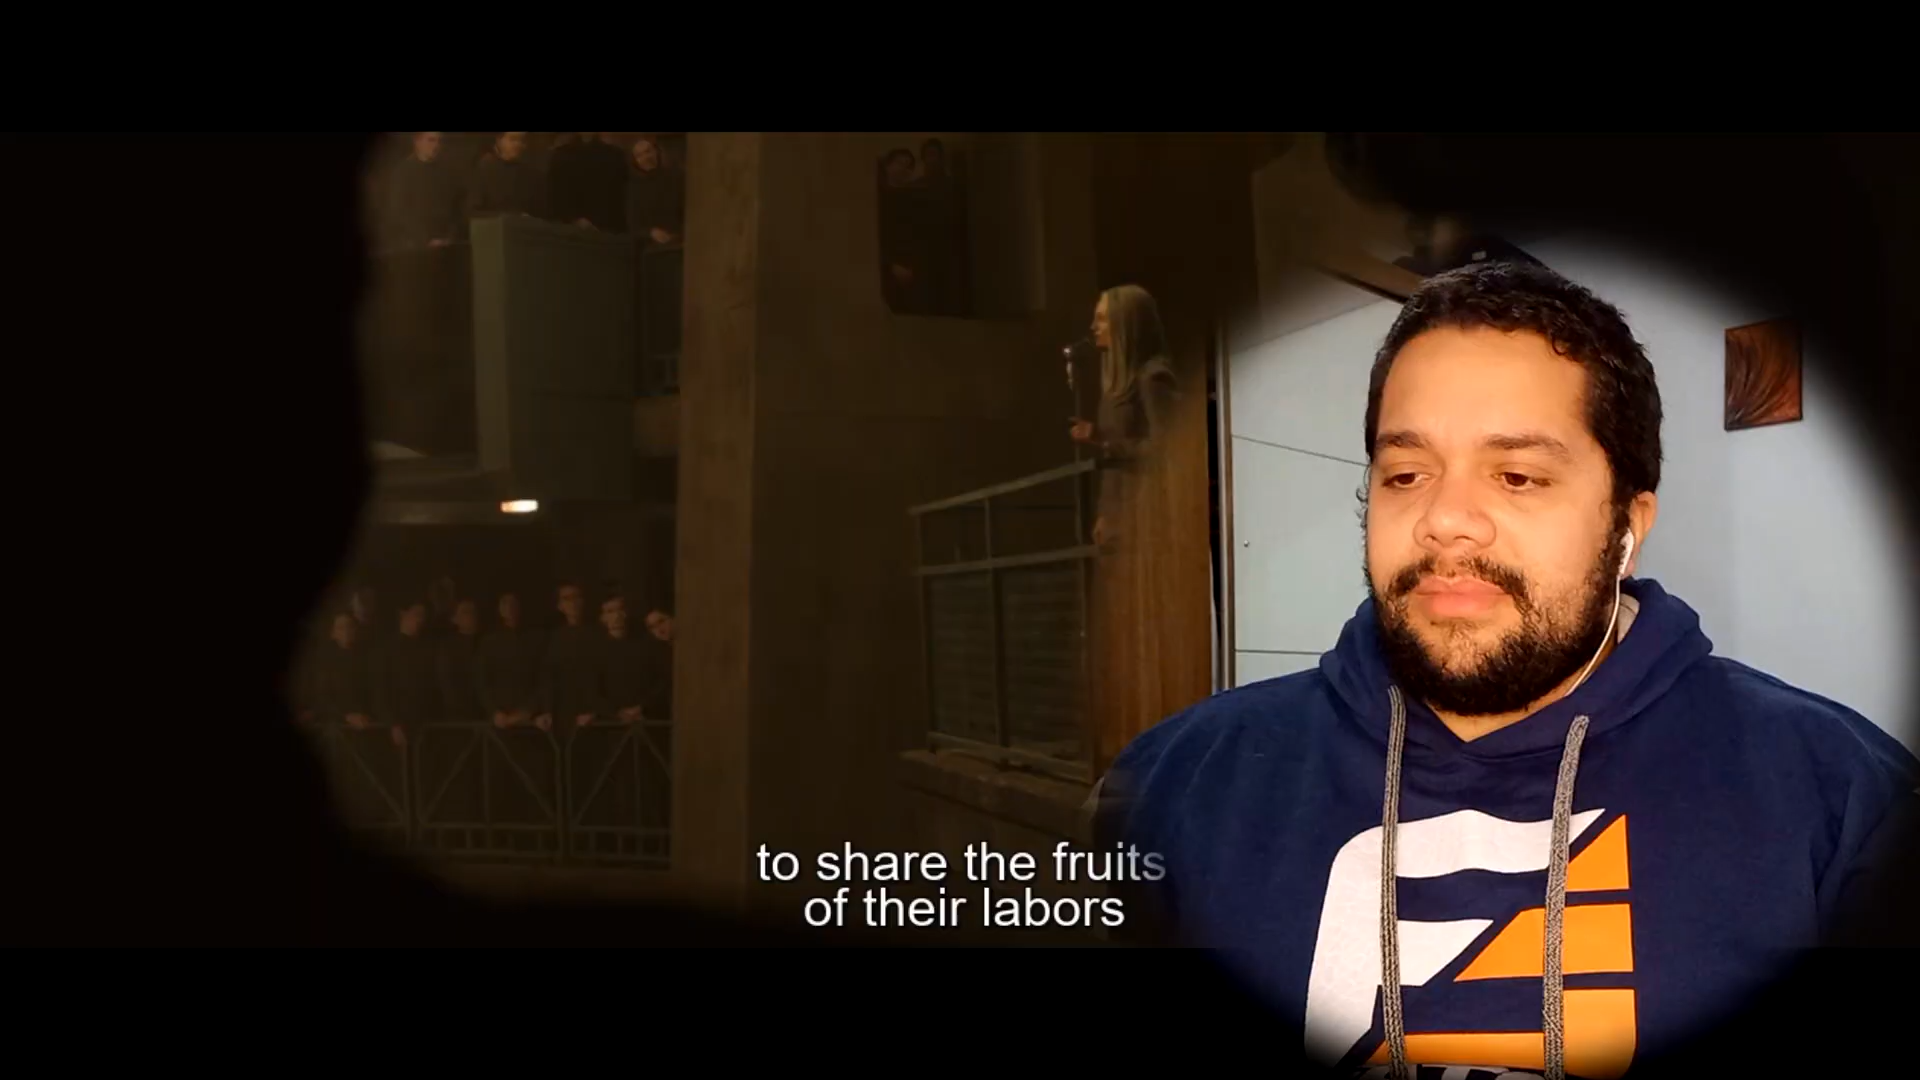 to share the fruits
of their labors